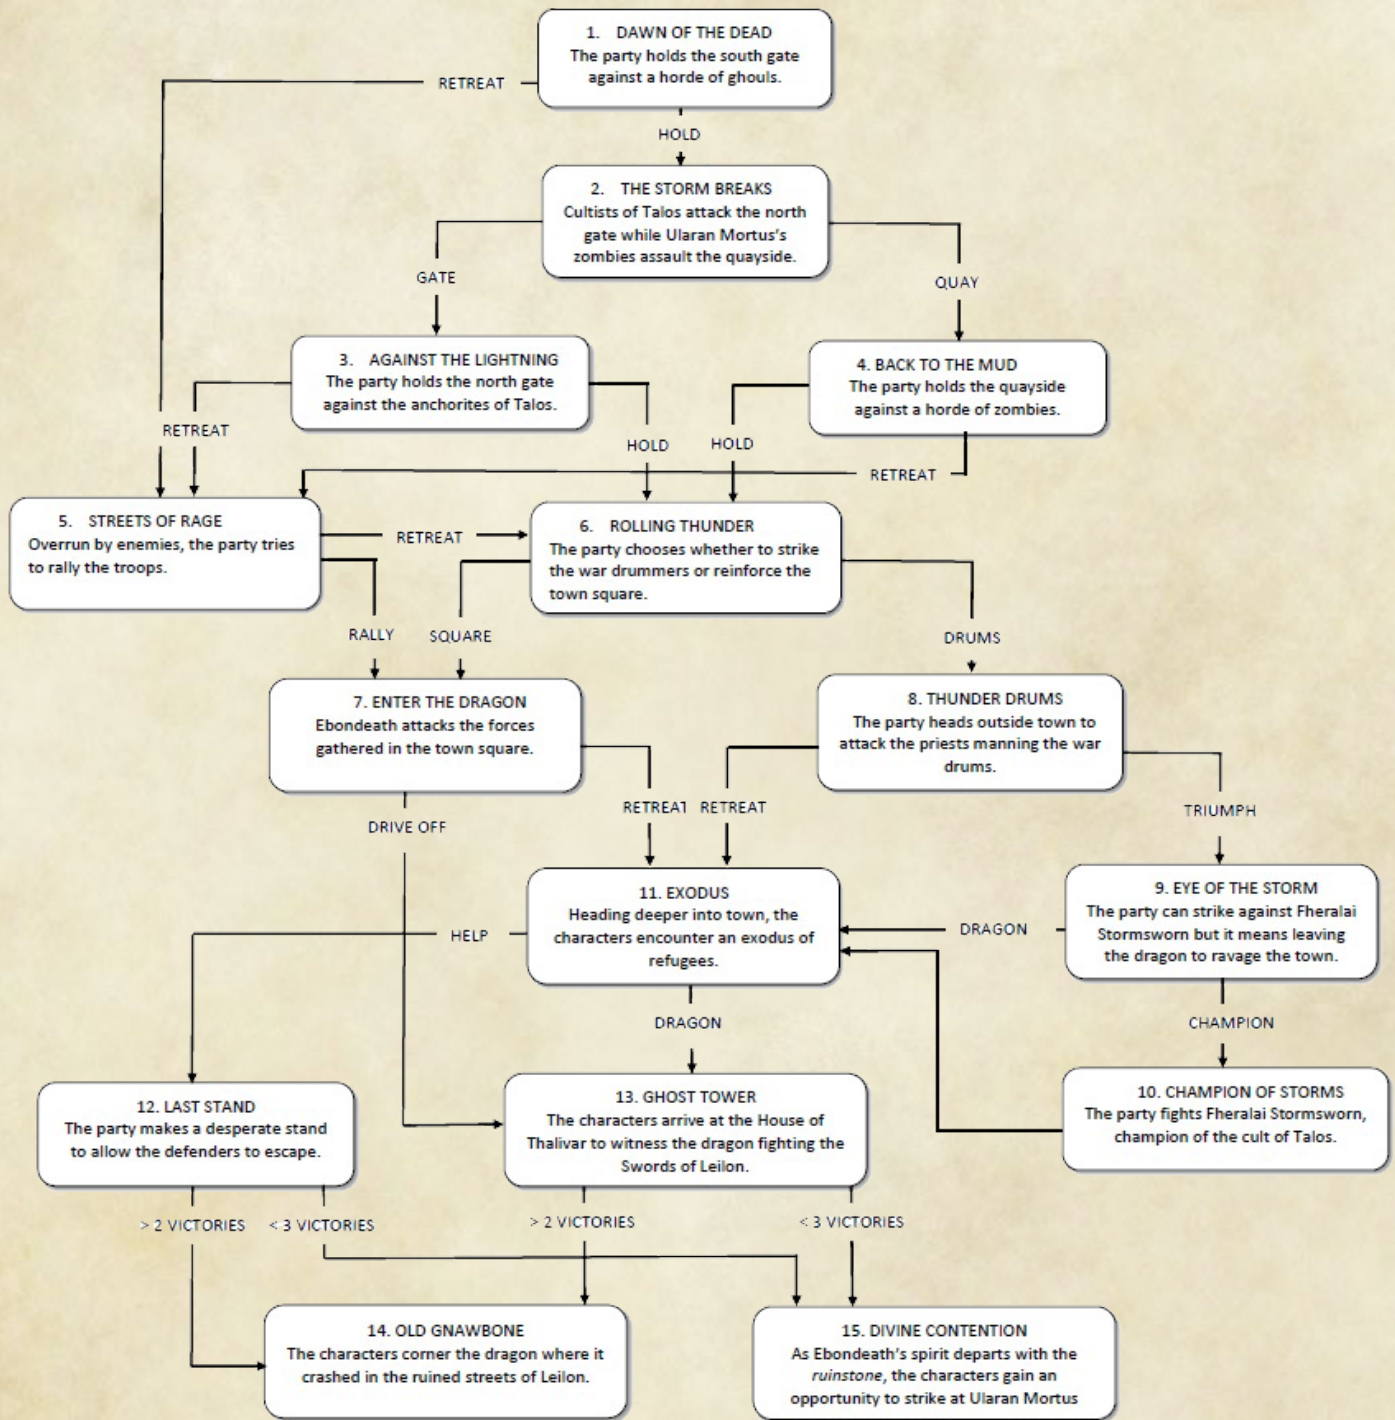 1. DAWN OF THE DEAD
The party holds the south gate
against a horde of ghouls.
RETREAT
HOLD
2. THE STORM BREAKS
Cultists of Talos attack the north
gate while Ularan Mortus's
zombies assault the quayside.
GATE
QUAY
3. AGAINST THE LIGHTNING
The party holds the north gate
against the anchorites of Talos.
4. BACK TO THE MUD
The party holds the quayside
against a horde of zombies.
RETREAT
HOLD
HOLD
RETREAT
5. STREETS OF RAGE
Overrun by enemies, the party tries
to rally the troops.
RETREAT
6. ROLLING THUNDER
The party chooses whether to strike
the war drummers or reinforce the
town square.
RALLY
SQUARE
DRUMS
7. ENTER THE DRAGON
Ebondeath attacks the forces
gathered in the town square.
8. THUNDER DRUMS
The party heads outside town to
attack the priests manning the war
drums.
DRIVE OFF
RETREAT
RETREAT
TRIUMPH
11. EXODUS
Heading deeper into town, the
characters encounter an exodus of
refugees.
9. EYE OF THE STORM
The party can strike against Fheralai
Stormsworn but it means leaving
the dragon to ravage the town.
HELP
DRAGON
DRAGON
CHAMPION
12. LAST STAND
The party makes a desperate stand
to allow the defenders to escape.
13. GHOST TOWER
The characters arrive at the House of
Thalivar to witness the dragon fighting the
Swords of Leilon.
10. CHAMPION OF STORMS
The party fights Fheralai Stormsworn,
champion of the cult of Talos.
> 2 VICTORIES
< 3 VICTORIES
> 2 VICTORIES
< 3 VICTORIES
14. OLD GNAWBONE
The characters corner the dragon where it
crashed in the ruined streets of Leilon.
15. DIVINE CONTENTION
As Ebondeath's spirit departs with the
ruinstone, the characters gain an
opportunity to strike at Ularan Mortus